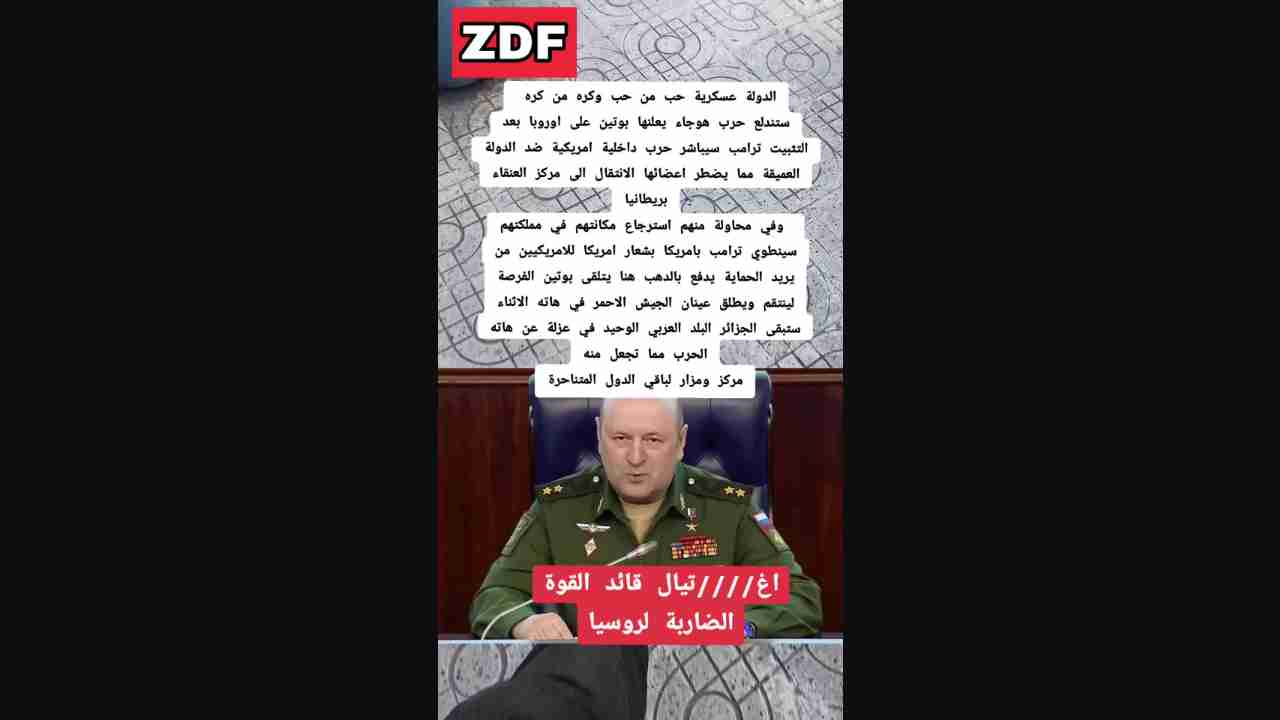 ZDF
الدولة عسكرية حب من حب وكره من كره
ستندلع حرب هوجاء يعلنها بوتين على اوروبا بعد
التثبيت ترامب سيباشر حرب داخلية امريكية ضد الدولة
العميقة مما يضطر اعضائها الانتقال الى مركز العنقاء
بريطانيا
وفي محاولة منهم استرجاع مكانتهم في مملكتهم
سينطوي ترامب بامريكا بشعار امريكا للامريكيين من
يريد الحماية يدفع بالدهب هنا يتلقى بوتين الفرصة
لينتقم ويطلق عينان الجيش الاحمر في هاته الاثناء
ستبقى الجزائر البلد العربي الوحيد في عزلة عن هاته
الحرب مما تجعل منه
مركز ومزار لباقي الدول المتناحرة
اغ////تيال قائد القوة
الضاربة لروسيا